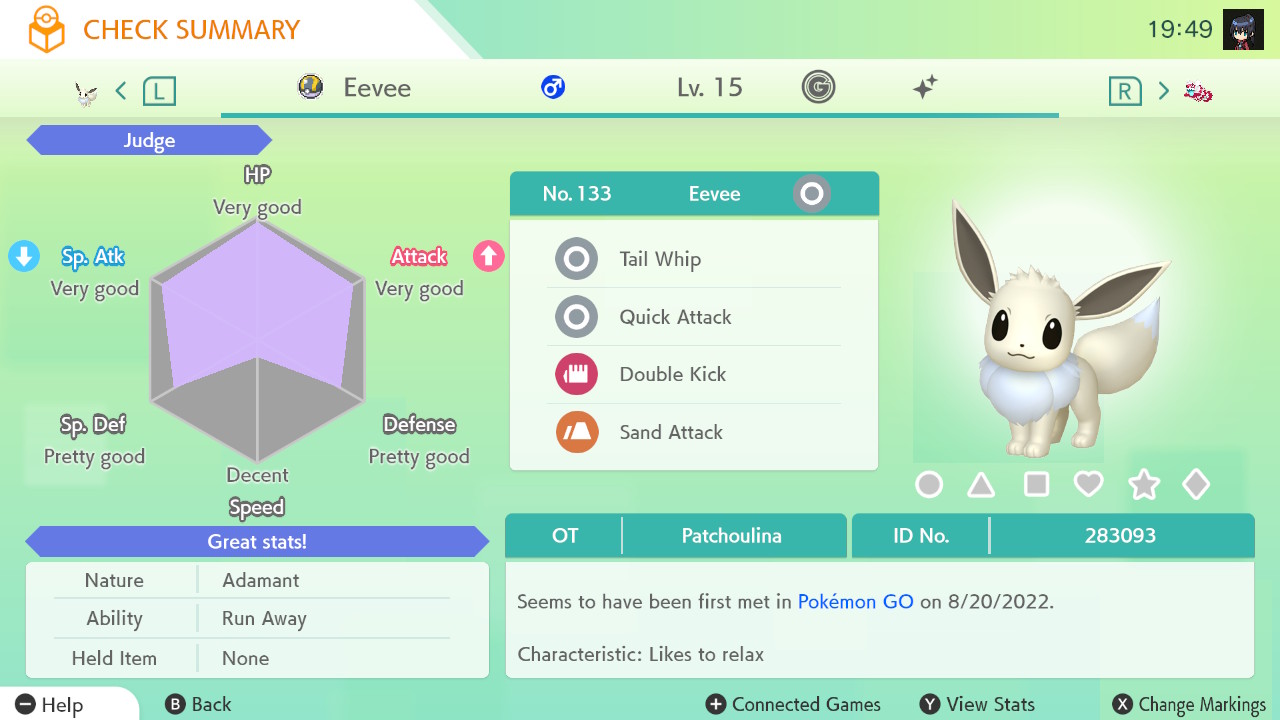 CHECK SUMMARY
19:49
L
Eevee
Lv. 15
G
R
Judge
HP
Very good
Sp. Atk
Very good
Attack
Very good
Sp. Def
Pretty good
Defense
Pretty good
Decent
Speed
Great stats!
Nature Adamant
Ability Run Away
Held Item None
No. 133 Eevee
Tail Whip
Quick Attack
Double Kick
Sand Attack
OT Patchoulina ID No. 283093
Seems to have been first met in Pokémon GO on 8/20/2022.
Characteristic: Likes to relax
Help B Back Connected Games Y View Stats X Change Markings